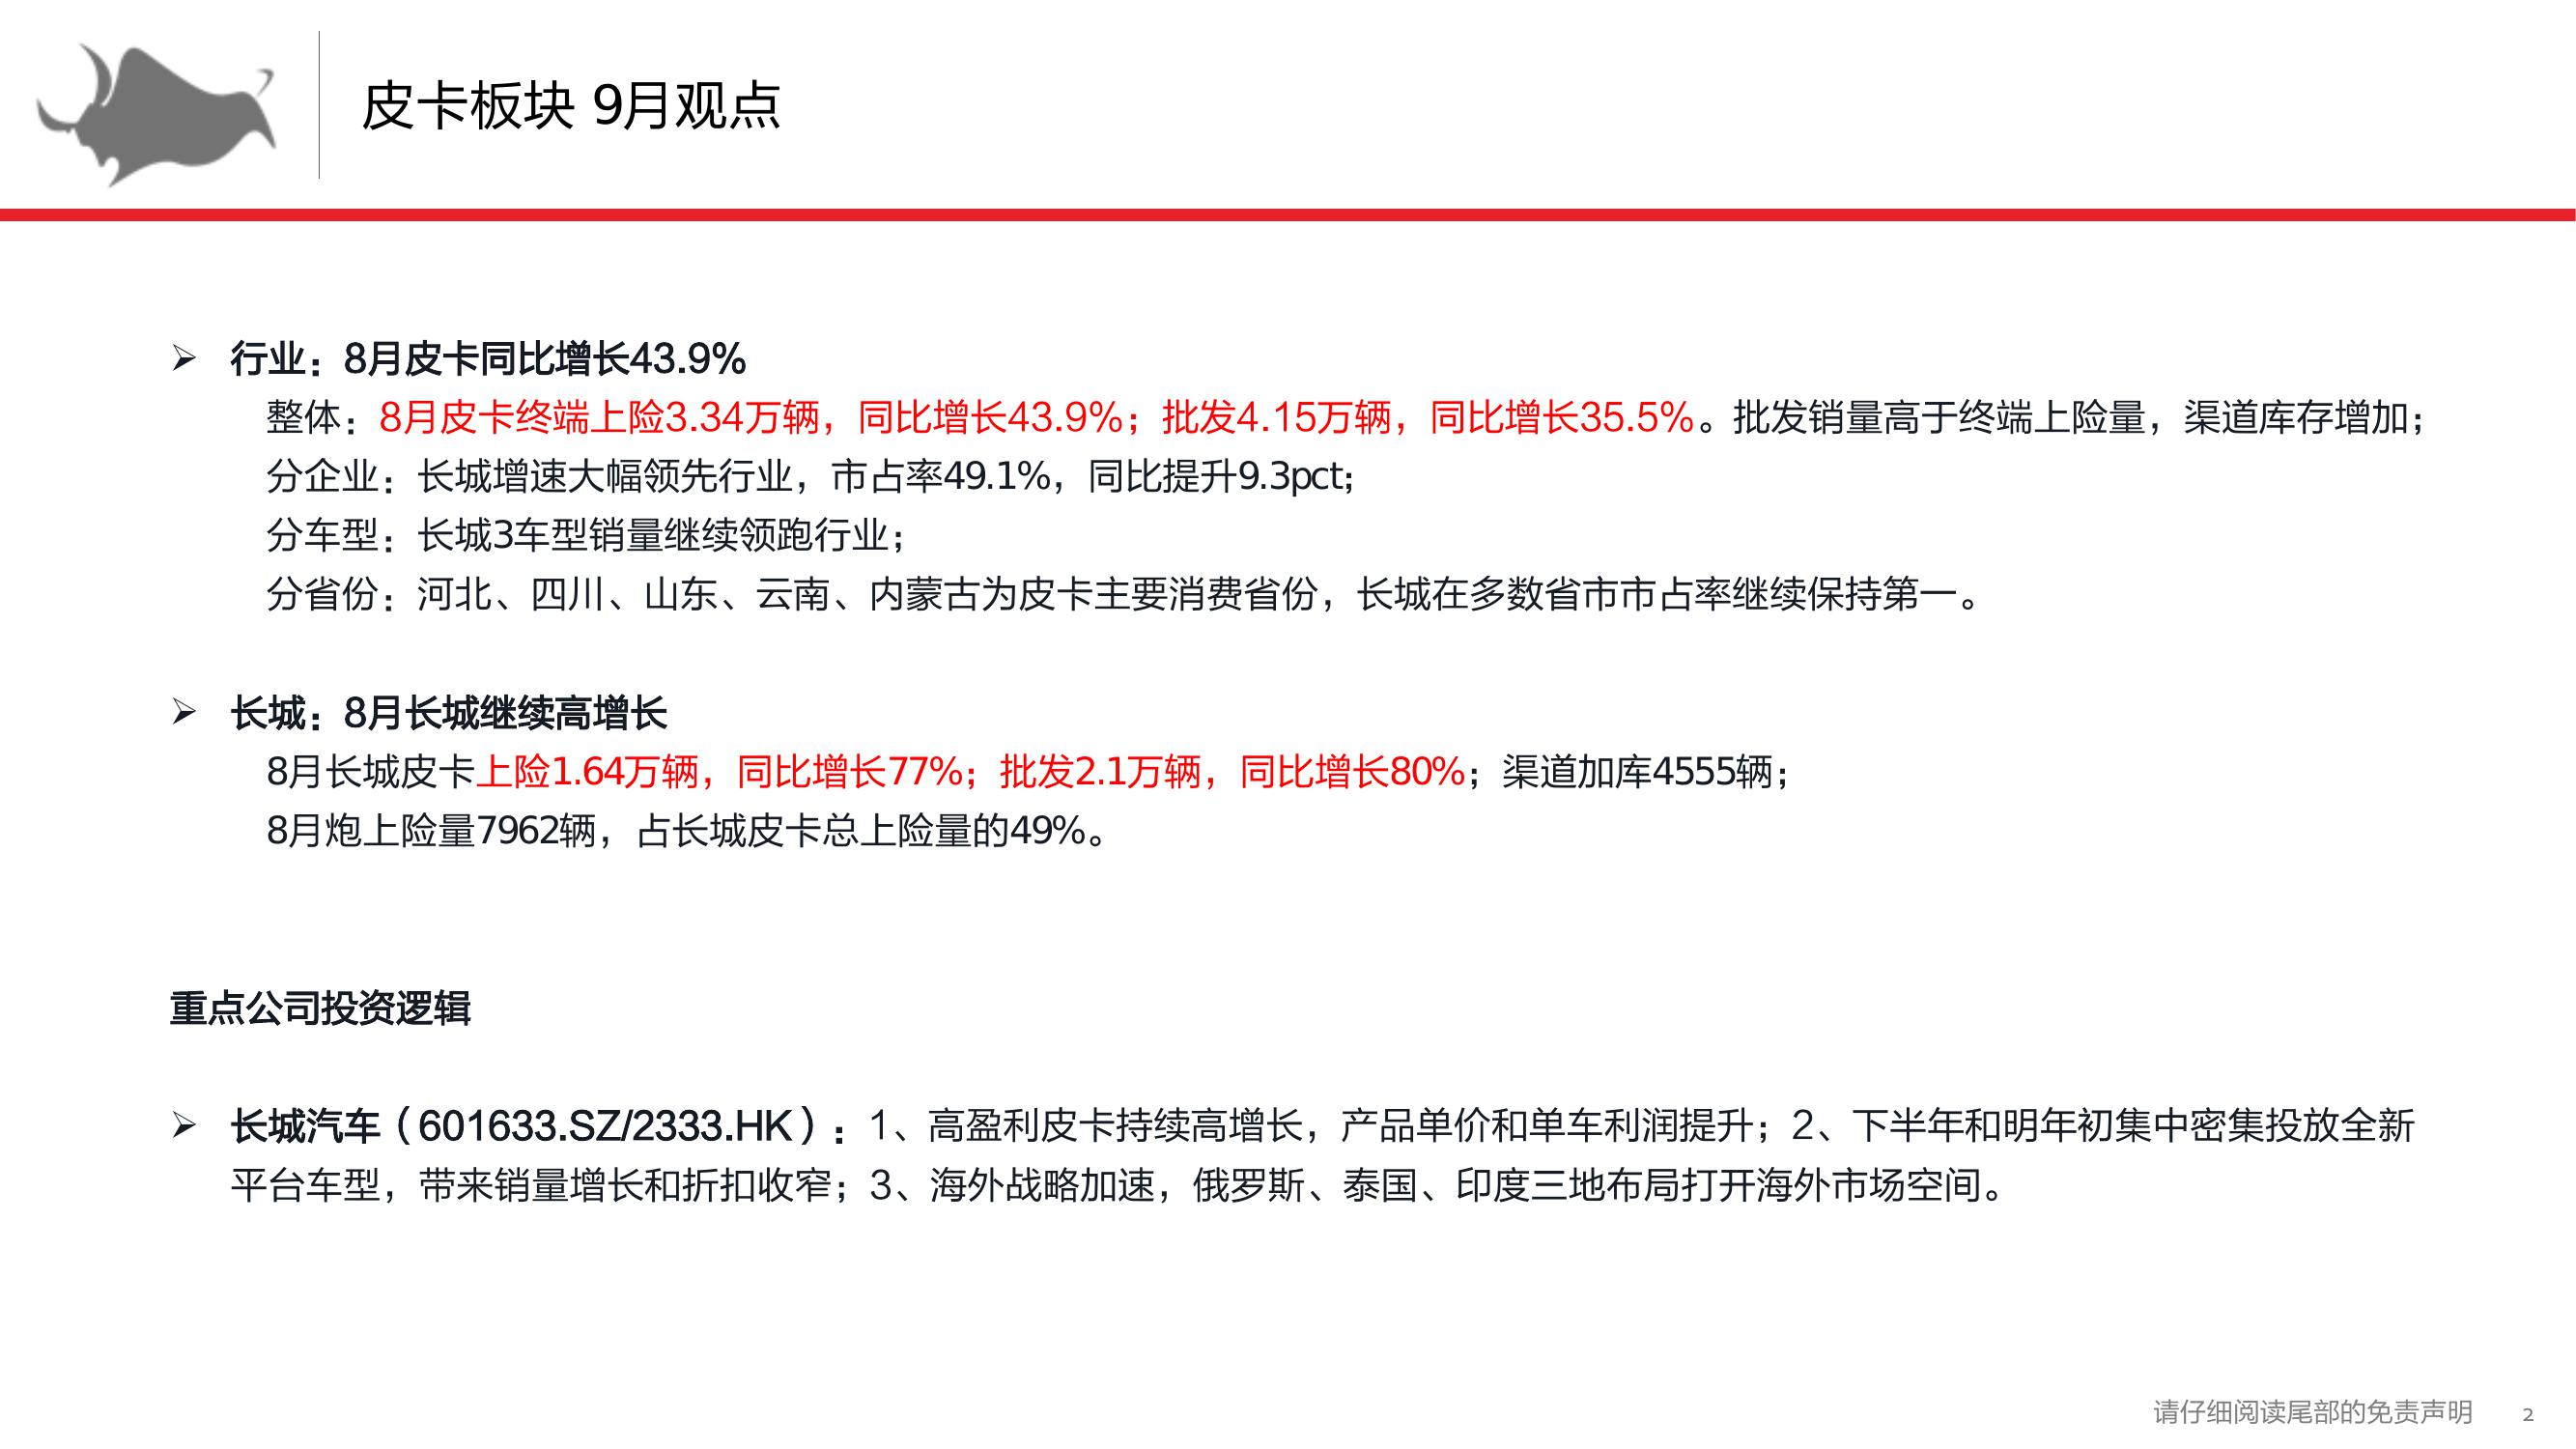 皮卡板块 9月观点
➢ 行业：8月皮卡同比增长43.9%
整体：8月皮卡终端上险3.34万辆，同比增长43.9%；批发4.15万辆，同比增长35.5%。批发销量高于终端上险量，渠道库存增加；
分企业：长城增速大幅领先行业，市占率49.1%，同比提升9.3pct；
分车型：长城3车型销量继续领跑行业；
分省份：河北、四川、山东、云南、内蒙古为皮卡主要消费省份，长城在多数省市市占率继续保持第一。
➢ 长城：8月长城继续高增长
8月长城皮卡上险1.64万辆，同比增长77%；批发2.1万辆，同比增长80%；渠道加库4555辆；
8月炮上险量7962辆，占长城皮卡总上险量的49%。
重点公司投资逻辑
➢ 长城汽车（601633.SZ/2333.HK）：1、高盈利皮卡持续高增长，产品单价和单车利润提升；2、下半年和明年初集中密集投放全新
平台车型，带来销量增长和折扣收窄；3、海外战略加速，俄罗斯、泰国、印度三地布局打开海外市场空间。
请仔细阅读尾部的免责声明 2